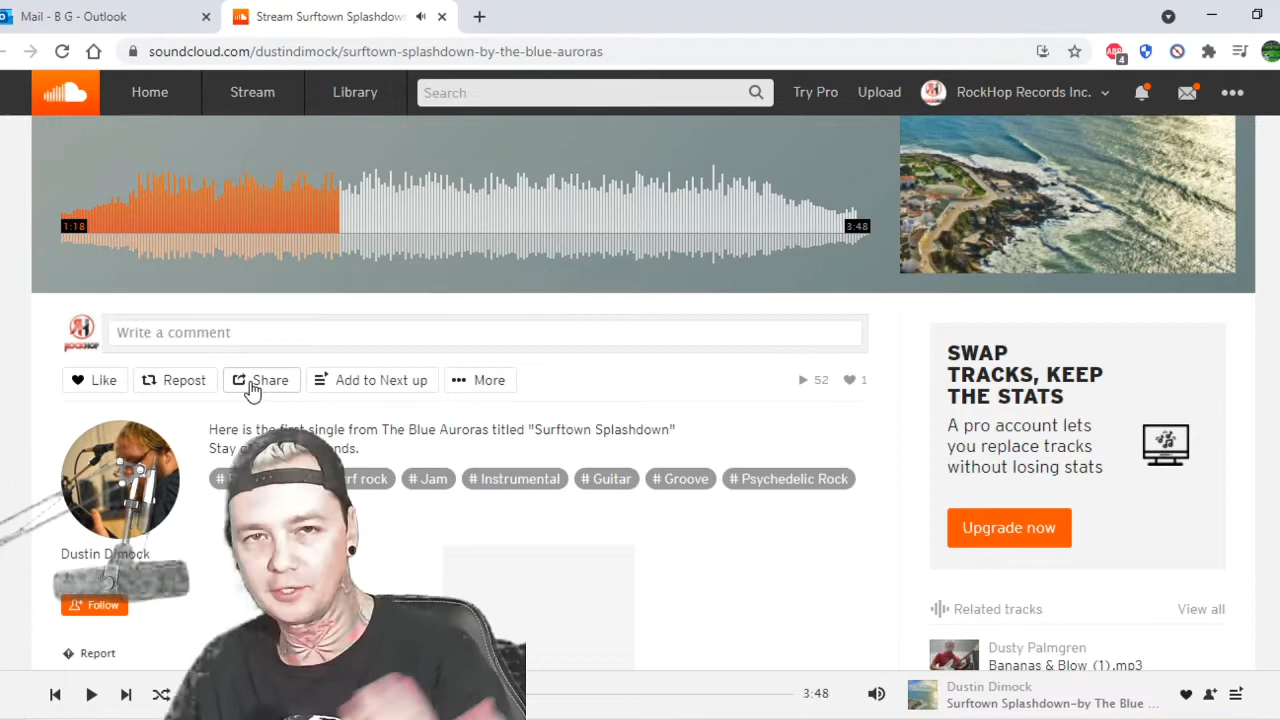 Mail - B G - Outlook
Stream Surftown Splashdown
soundcloud.com/dustindimock/surftown-splashdown-by-the-blue-auroras
ABP
4
Home
Stream
Library
Search
Try Pro
Upload
RockHop Records Inc.
1:18
3:48
ROCKHOP
Write a comment
Like
Repost
Share
Add to Next up
More
52
1
SWAP
TRACKS, KEEP
THE STATS
A pro account lets
you replace tracks
without losing stats
Upgrade now
Here is the first single from The Blue Auroras titled "Surftown Splashdown"
Stay
# Jam
# Instrumental
# Guitar
# Groove
# Psychedelic Rock
rock
Dustin Dimock
Follow
Report
Related tracks
View all
Dusty Palmgren
Bananas & Blow (1).mp3
3:48
Dustin Dimock
Surftown Splashdown-by The Blue ...